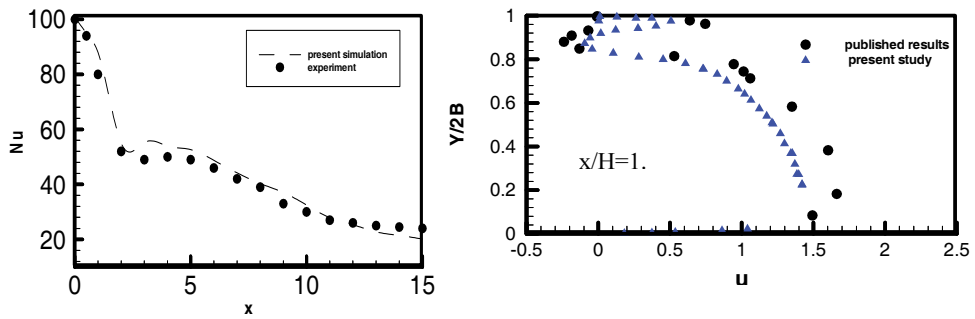 100
80
60
40
20
Nu
0
5
10
15
x
present simulation
experiment
1
0.8
0.6
0.4
0.2
0
Y/2B
-0.5
0
0.5
1
1.5
2
2.5
u
published results
present study
x/H=1.